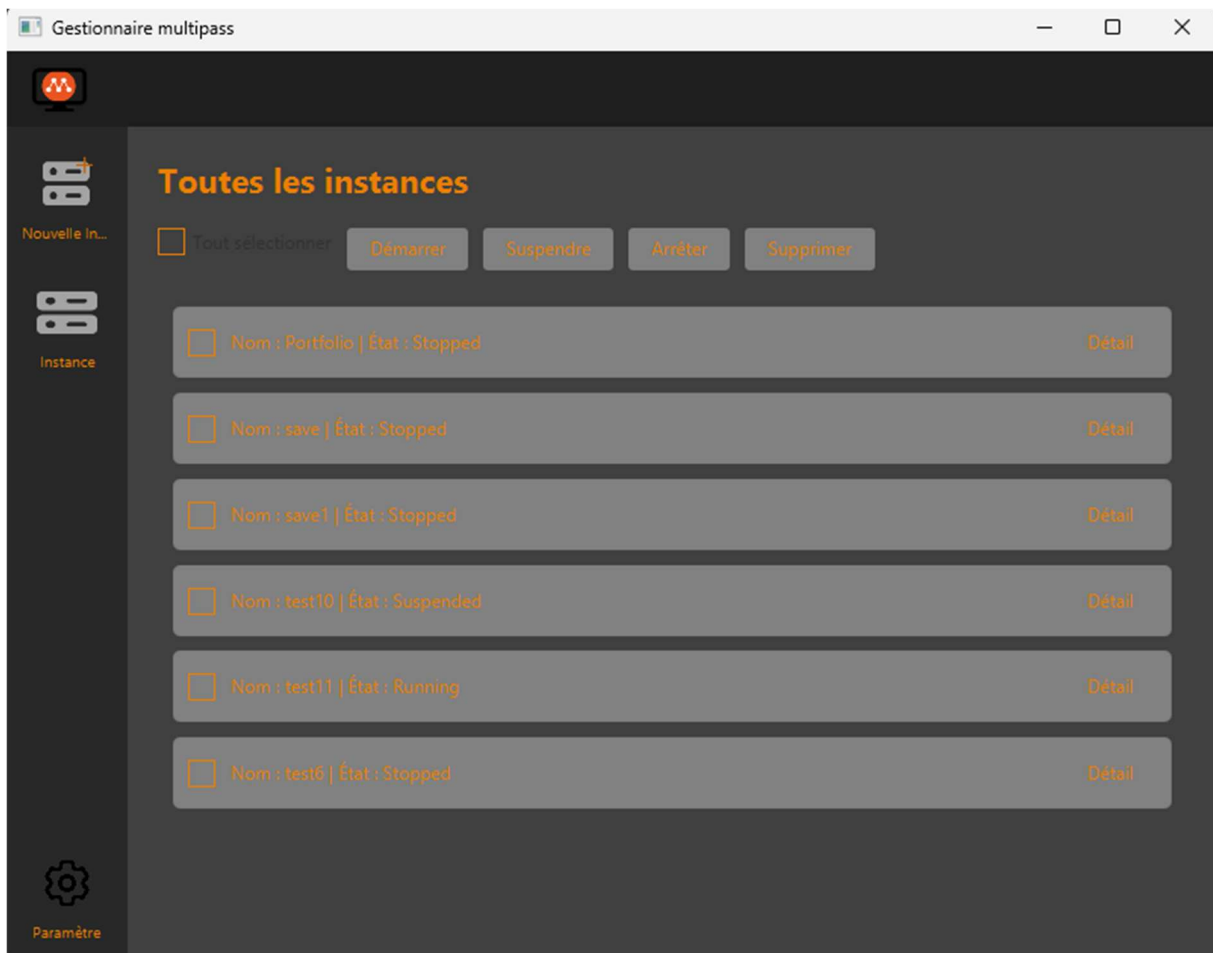 Gestionnaire multipass
Nouvelle In...
Instance
Paramètre
Toutes les instances
Tout sélectionner
Démarrer
Suspendre
Arrêter
Supprimer
Nom : Portfolio | État : Stopped
Détail
Nom : save | État : Stopped
Détail
Nom : save1 | État : Stopped
Détail
Nom : test10 | État : Suspended
Détail
Nom : test11 | État : Running
Détail
Nom : test6 | État : Stopped
Détail